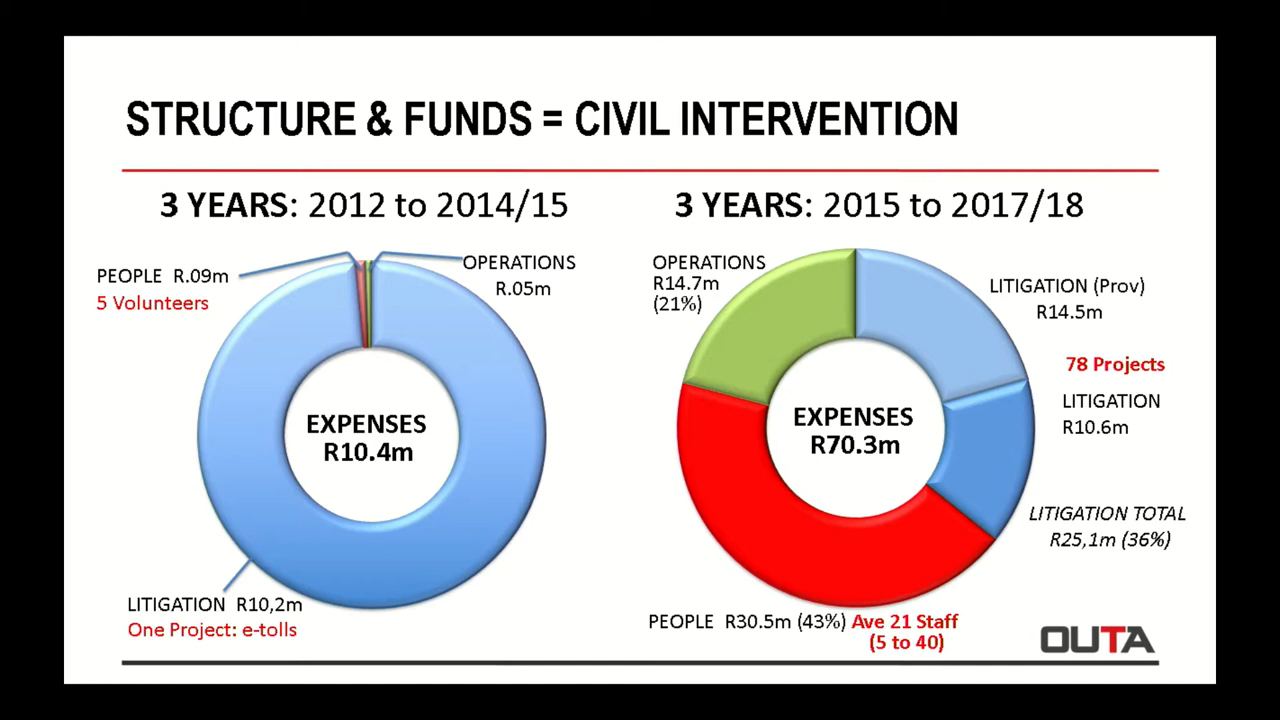 STRUCTURE & FUNDS = CIVIL INTERVENTION
3 YEARS: 2012 to 2014/15
PEOPLE R.09m
5 Volunteers
OPERATIONS
R.05m
EXPENSES
R10.4m
LITIGATION R10,2m
One Project: e-tolls
3 YEARS: 2015 to 2017/18
OPERATIONS
R14.7m
(21%)
LITIGATION (Prov)
R14.5m
78 Projects
LITIGATION
R10.6m
EXPENSES
R70.3m
LITIGATION TOTAL
R25,1m (36%)
PEOPLE R30.5m (43%) Ave 21 Staff
(5 to 40)
OUTA